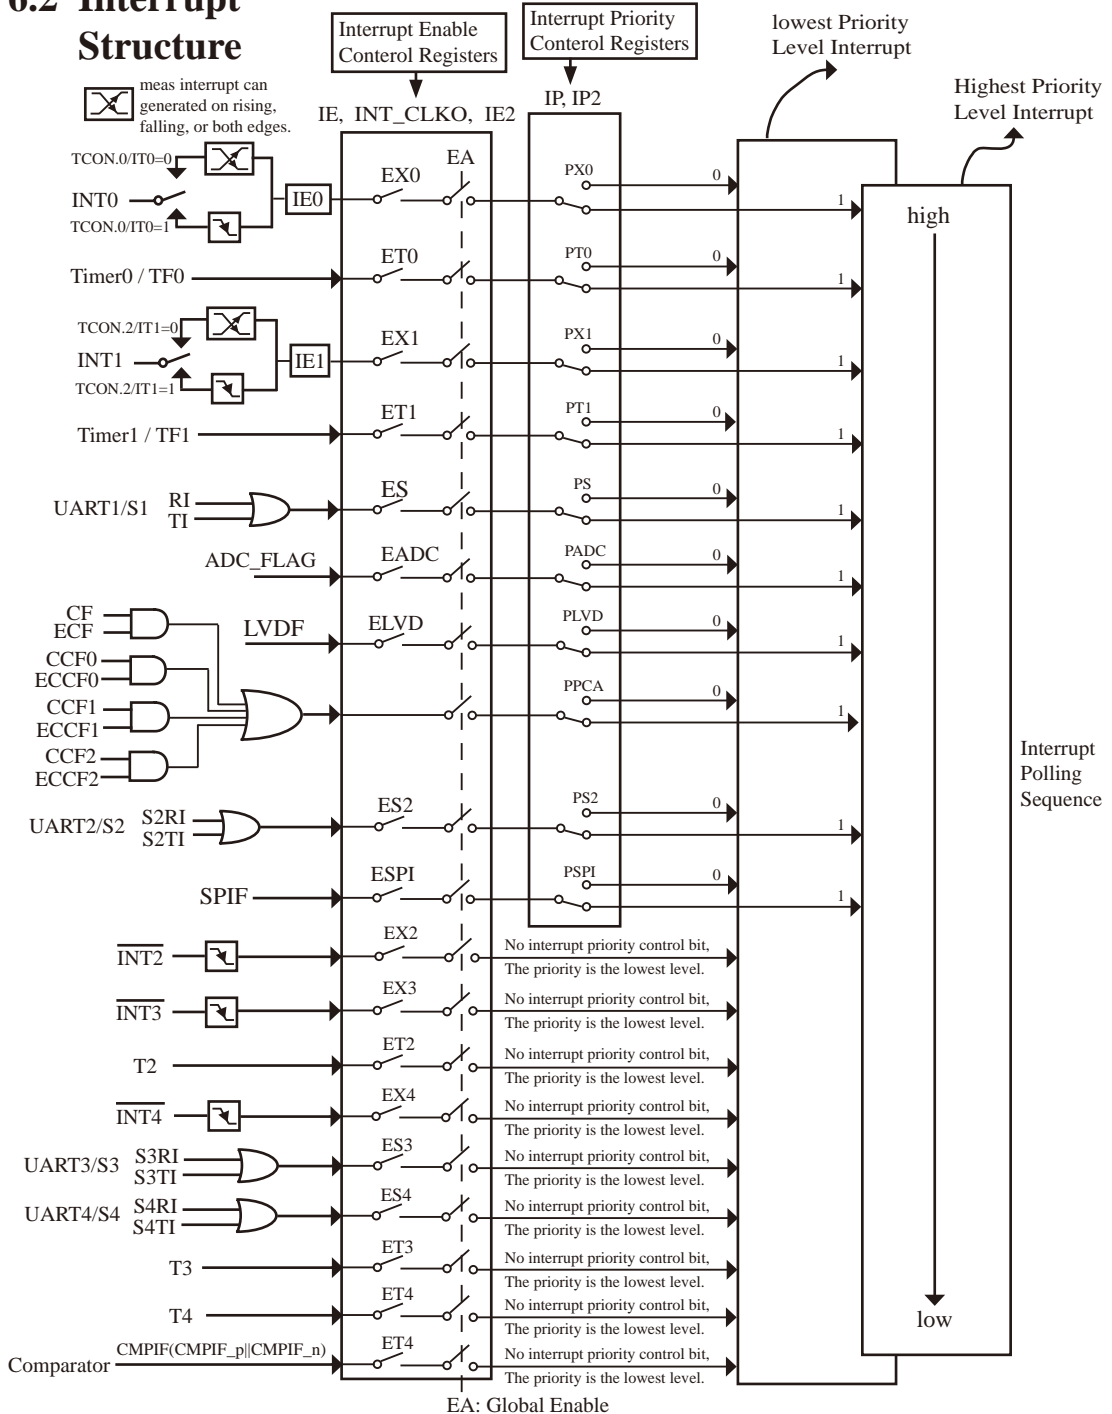 6.2 Interrupt
Structure
meas interrupt can
generated on rising,
falling, or both edges.
Interrupt Enable
Conterol Registers
IE, INT_CLKO, IE2
Interrupt Priority
Conterol Registers
IP, IP2
lowest Priority
Level Interrupt
Highest Priority
Level Interrupt
EA
high
TCON.0/IT0=0
INT0
TCON.0/IT0=1
IE0
EX0
PX0
0
1
Timer0 / TF0
ET0
PT0
0
1
TCON.2/IT1=0
INT1
TCON.2/IT1=1
IE1
EX1
PX1
0
1
Timer1 / TF1
ET1
PT1
0
1
UART1/S1
RI
TI
ES
PS
0
1
ADC_FLAG
EADC
PADC
0
1
LVDF
ELVD
PLVD
0
1
CF
ECF
CCF0
ECCF0
CCF1
ECCF1
CCF2
ECCF2
PPCA
0
1
Interrupt
Polling
Sequence
UART2/S2
S2RI
S2TI
ES2
PS2
0
1
SPIF
ESPI
PSPI
0
1
INT2
EX2
No interrupt priority control bit,
The priority is the lowest level.
INT3
EX3
No interrupt priority control bit,
The priority is the lowest level.
T2
ET2
No interrupt priority control bit,
The priority is the lowest level.
INT4
EX4
No interrupt priority control bit,
The priority is the lowest level.
UART3/S3
S3RI
S3TI
ES3
No interrupt priority control bit,
The priority is the lowest level.
UART4/S4
S4RI
S4TI
ES4
No interrupt priority control bit,
The priority is the lowest level.
T3
ET3
No interrupt priority control bit,
The priority is the lowest level.
T4
ET4
No interrupt priority control bit,
The priority is the lowest level.
low
Comparator
CMPIF(CMPIF_p||CMPIF_n)
ET4
No interrupt priority control bit,
The priority is the lowest level.
EA: Global Enable